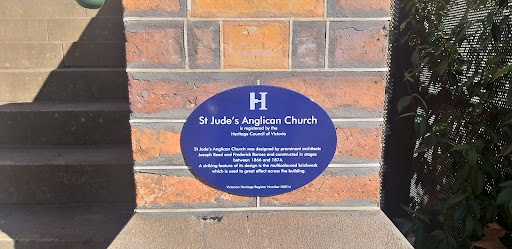 H
St Jude's Anglican Church
is registered by the
Heritage Council of Victoria
St Jude's Anglican Church was designed by prominent architects
Joseph Reed and Frederick Barnes and constructed in stages
between 1866 and 1874.
A striking feature of its design is the multicoloured brickwork
which is used to great effect across the building.
Victorian Heritage Register Number